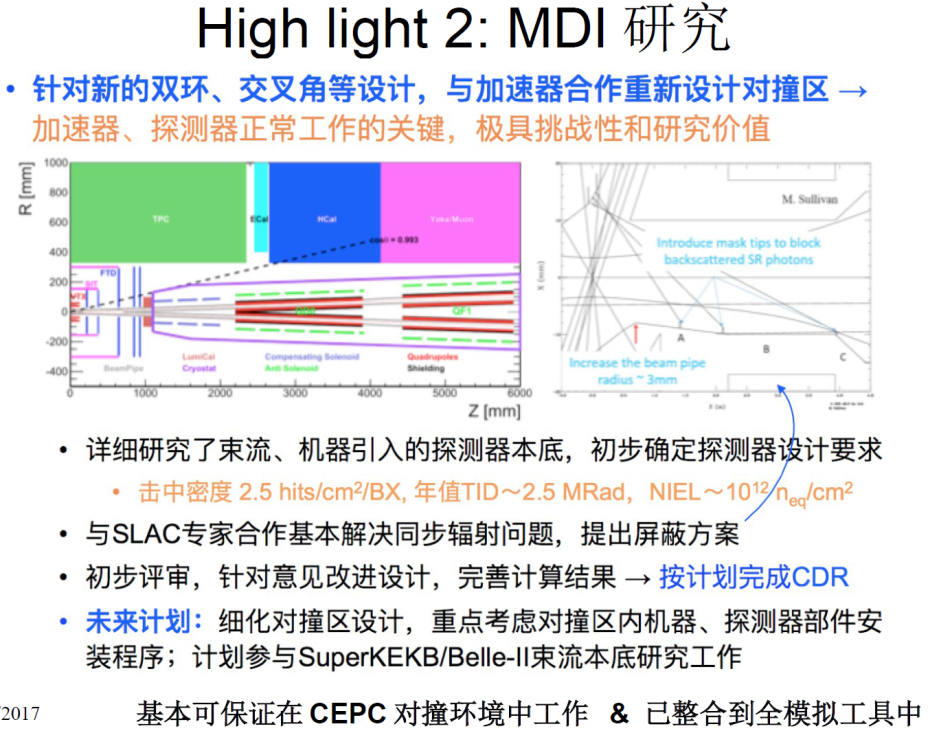 High light 2: MDI 研究
• 针对新的双环、交叉角等设计，与加速器合作重新设计对撞区 →
加速器、探测器正常工作的关键，极具挑战性和研究价值
R [mm]
1000
800
600
400
200
0
-200
-400
TPC
ECal
HCal
Yoke/Muon
cosθ = 0.993
FTD
SIT
VTX
QF1
LumiCal
Compensating Solenoid
Quadrupoles
BeamPipe
Cryostat
Anti Solenoid
Shielding
0 1000 2000 3000 4000 5000 6000
Z [mm]
M. Sullivan
Introduce mask tips to block
backscattered SR photons
X (mm)
A
B
C
Increase the beam pipe
radius ~ 3mm
• 详细研究了束流、机器引入的探测器本底，初步确定探测器设计要求
• 击中密度 2.5 hits/cm²/BX, 年值TID～2.5 MRad，NIEL～10¹² nₑq/cm²
• 与SLAC专家合作基本解决同步辐射问题，提出屏蔽方案
• 初步评审，针对意见改进设计，完善计算结果 → 按计划完成CDR
• 未来计划：细化对撞区设计，重点考虑对撞区内机器、探测器部件安
装程序；计划参与SuperKEKB/Belle-II束流本底研究工作
/2017
基本可保证在 CEPC 对撞环境中工作 & 已整合到全模拟工具中